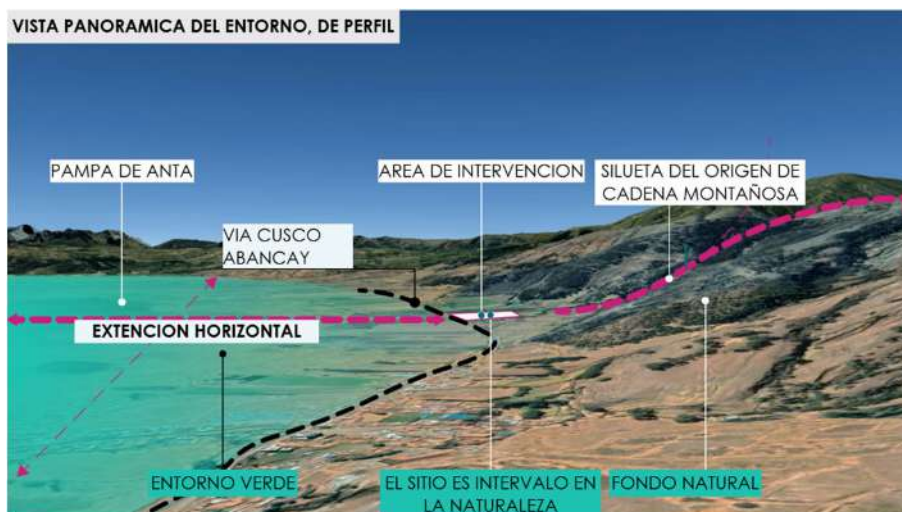 VISTA PANORAMICA DEL ENTORNO, DE PERFIL
PAMPA DE ANTA
AREA DE INTERVENCION
SILUETA DEL ORIGEN DE
CADENA MONTAÑOSA
VIA CUSCO
ABANCAY
EXTENCION HORIZONTAL
ENTORNO VERDE
EL SITIO ES INTERVALO EN
LA NATURALEZA
FONDO NATURAL